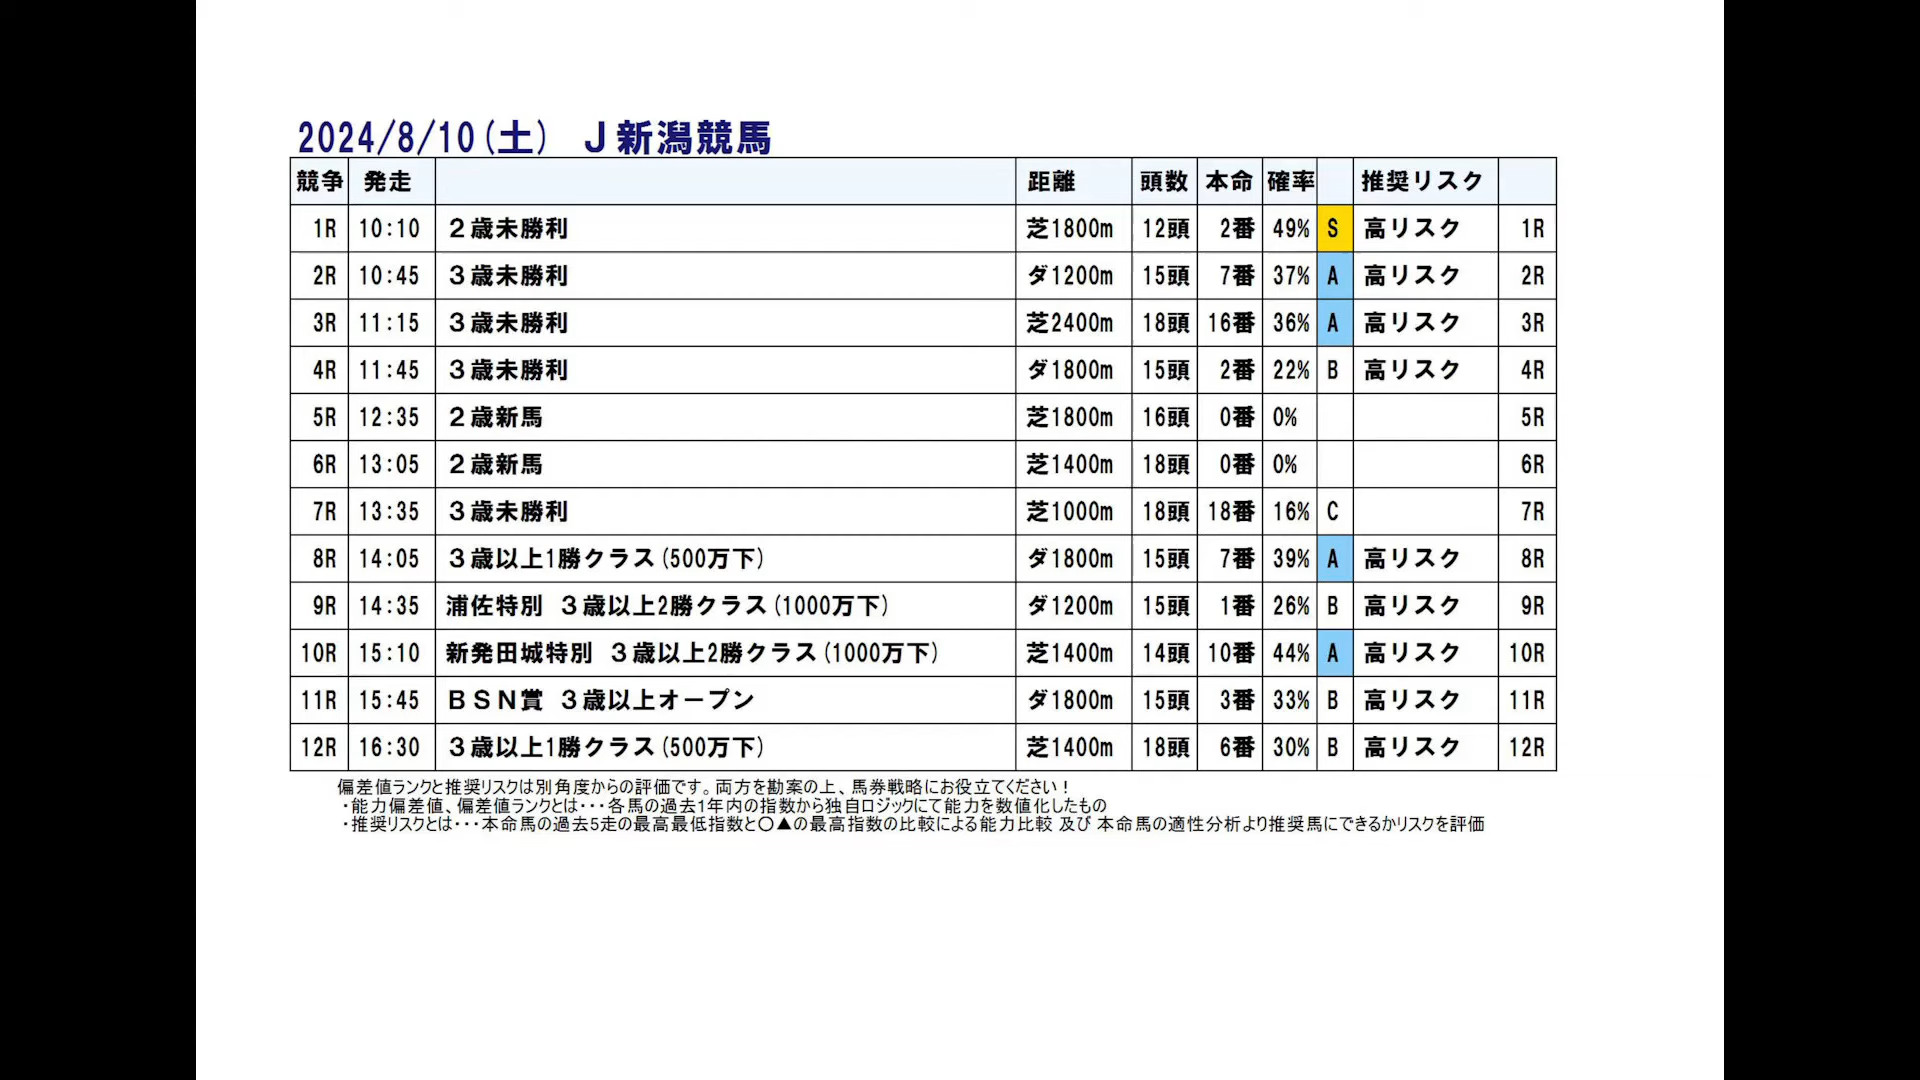 2024/8/10(土)　Ｊ新潟競馬
競争 発走 距離 頭数 本命 確率 推奨リスク
1R 10:10 ２歳未勝利 芝1800m 12頭 2番 49% S 高リスク 1R
2R 10:45 ３歳未勝利 ダ1200m 15頭 7番 37% A 高リスク 2R
3R 11:15 ３歳未勝利 芝2400m 18頭 16番 36% A 高リスク 3R
4R 11:45 ３歳未勝利 ダ1800m 15頭 2番 22% B 高リスク 4R
5R 12:35 ２歳新馬 芝1800m 16頭 0番 0% 5R
6R 13:05 ２歳新馬 芝1400m 18頭 0番 0% 6R
7R 13:35 ３歳未勝利 芝1000m 18頭 18番 16% C 7R
8R 14:05 ３歳以上1勝クラス(500万下) ダ1800m 15頭 7番 39% A 高リスク 8R
9R 14:35 浦佐特別 ３歳以上2勝クラス(1000万下) ダ1200m 15頭 1番 26% B 高リスク 9R
10R 15:10 新発田城特別 ３歳以上2勝クラス(1000万下) 芝1400m 14頭 10番 44% A 高リスク 10R
11R 15:45 ＢＳＮ賞 ３歳以上オープン ダ1800m 15頭 3番 33% B 高リスク 11R
12R 16:30 ３歳以上1勝クラス(500万下) 芝1400m 18頭 6番 30% B 高リスク 12R
偏差値ランクと推奨リスクは別角度からの評価です。両方を勘案の上、馬券戦略にお役立てください！
・能力偏差値、偏差値ランクとは･･･各馬の過去1年内の指数から独自ロジックにて能力を数値化したもの
・推奨リスクとは･･･本命馬の過去5走の最高最低指数と〇▲の最高指数の比較による能力比較 及び 本命馬の適性分析より推奨馬にできるかリスクを評価